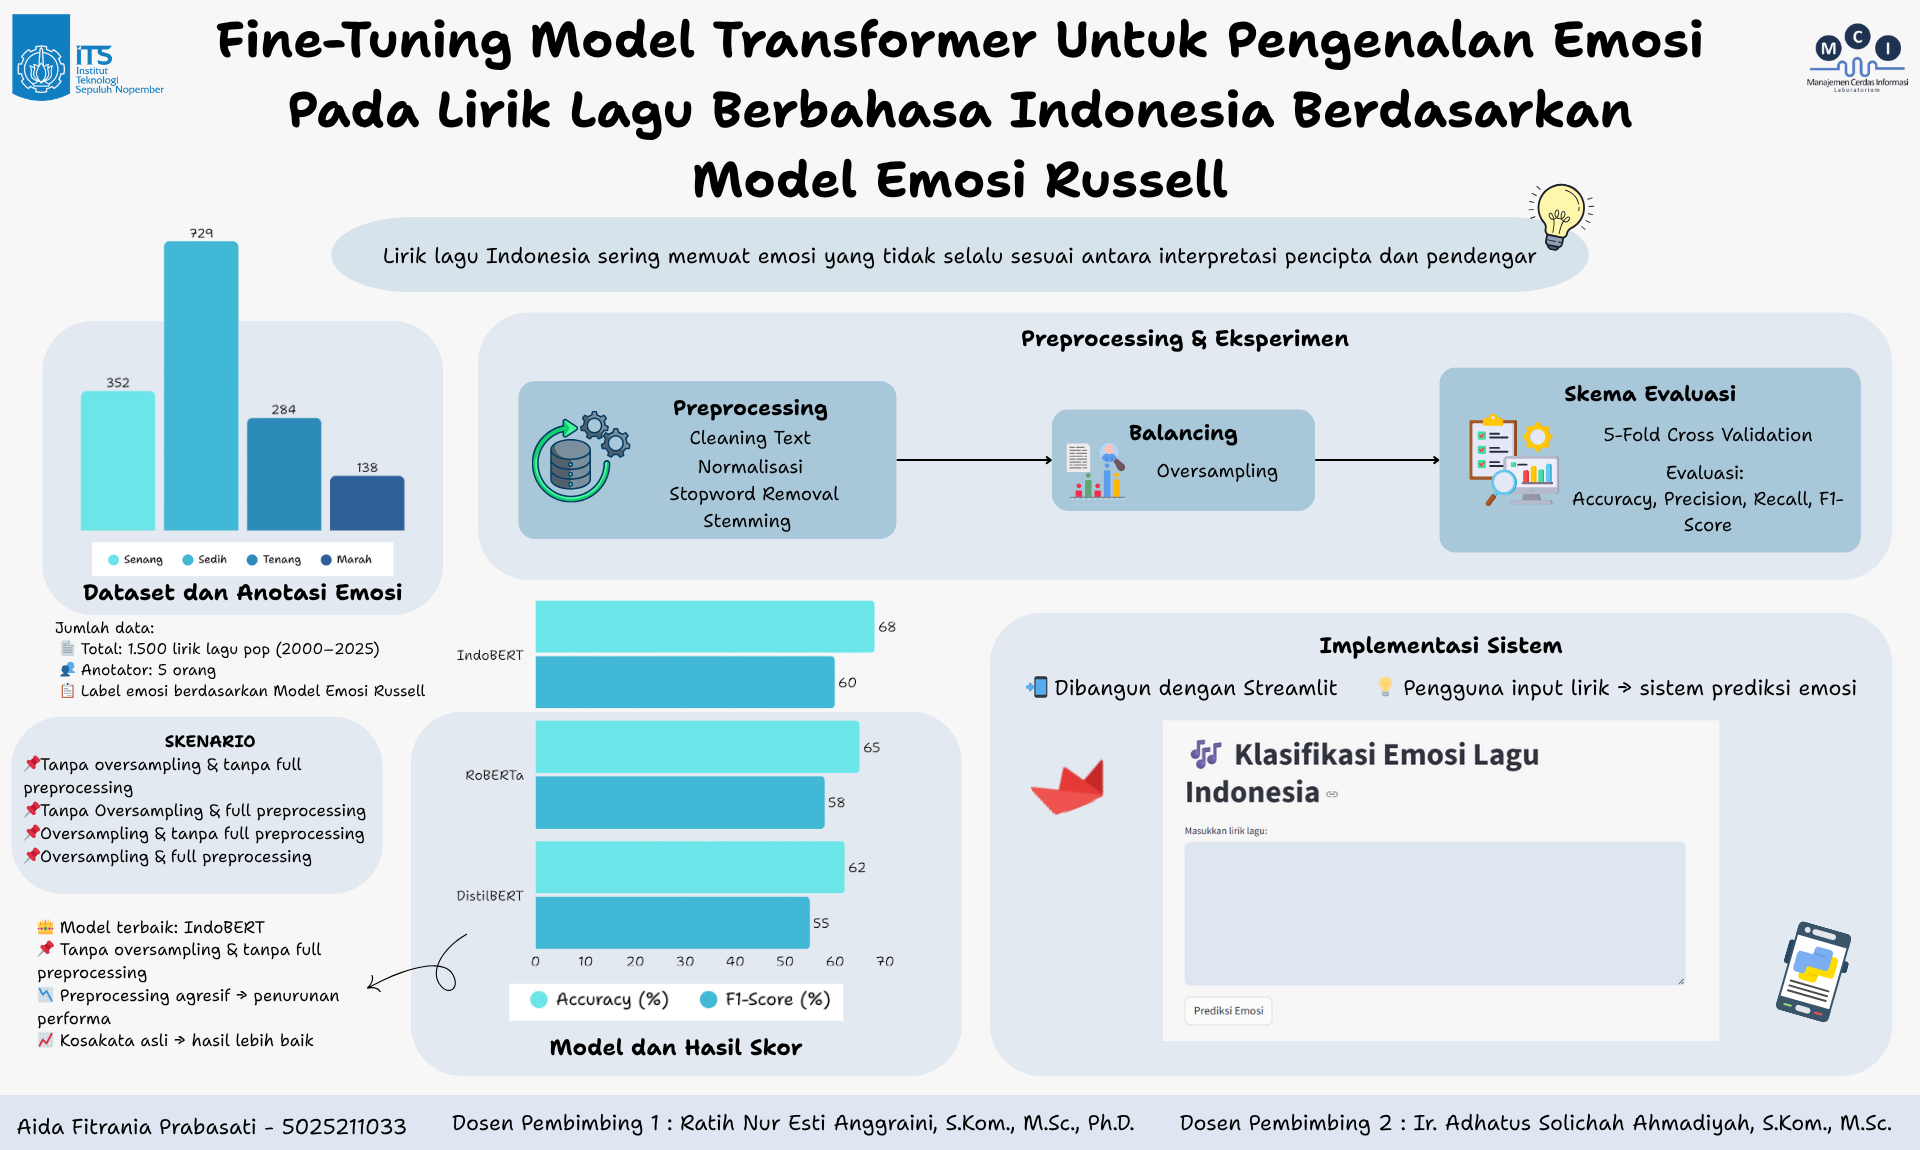 iTS
Institut
Teknologi
Sepuluh Nopember
Fine-Tuning Model Transformer Untuk Pengenalan Emosi
Pada Lirik Lagu Berbahasa Indonesia Berdasarkan
Model Emosi Russell
M C I
Manajemen Cerdas Informasi
Laboratorium
Lirik lagu Indonesia sering memuat emosi yang tidak selalu sesuai antara interpretasi pencipta dan pendengar
729
352
284
138
Senang Sedih Tenang Marah
Dataset dan Anotasi Emosi
Jumlah data:
Total: 1.500 lirik lagu pop (2000–2025)
Anotator: 5 orang
Label emosi berdasarkan Model Emosi Russell
Preprocessing & Eksperimen
Preprocessing
Cleaning Text
Normalisasi
Stopword Removal
Stemming
Balancing
Oversampling
Skema Evaluasi
5-Fold Cross Validation
Evaluasi:
Accuracy, Precision, Recall, F1-
Score
SKENARIO
Tanpa oversampling & tanpa full
preprocessing
Tanpa Oversampling & full preprocessing
Oversampling & tanpa full preprocessing
Oversampling & full preprocessing
Model terbaik: IndoBERT
Tanpa oversampling & tanpa full
preprocessing
Preprocessing agresif → penurunan
performa
Kosakata asli → hasil lebih baik
68
IndoBERT
60
65
RoBERTa
58
62
DistilBERT
55
0 10 20 30 40 50 60 70
Accuracy (%) F1-Score (%)
Model dan Hasil Skor
Implementasi Sistem
Dibangun dengan Streamlit
Pengguna input lirik → sistem prediksi emosi
Klasifikasi Emosi Lagu
Indonesia
Masukkan lirik lagu:
Prediksi Emosi
Aida Fitrania Prabasati - 5025211033
Dosen Pembimbing 1 : Ratih Nur Esti Anggraini, S.Kom., M.Sc., Ph.D.
Dosen Pembimbing 2 : Ir. Adhatus Solichah Ahmadiyah, S.Kom., M.Sc.